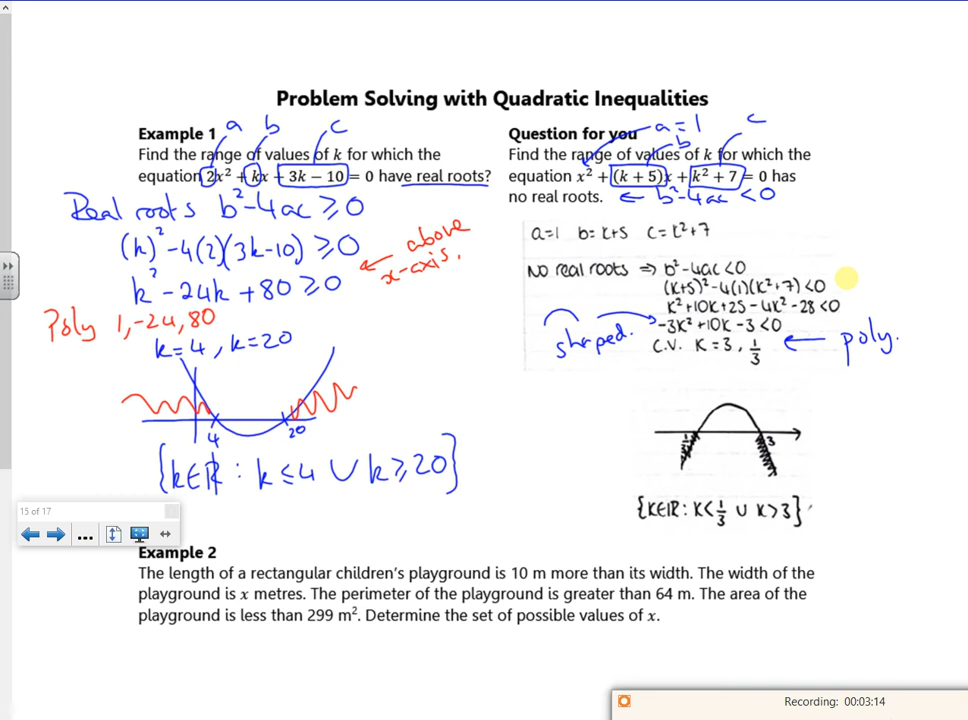 Problem Solving with Quadratic Inequalities
Example 1
a b c
Find the range of values of k for which the
equation 2x² + kx + 3k − 10 = 0 have real roots?
Real roots b²-4ac ≥ 0
(k)² -4(2)(3k-10) ≥ 0
k² - 24k + 80 ≥ 0
← above
x-axis.
Poly 1, -24, 80
k=4, k=20
4 20
{k∈ℝ : k ≤ 4 ∪ k ≥ 20}
Question for you
a=1 b c
Find the range of values of k for which the
equation x² + (k + 5)x + k² + 7 = 0 has
no real roots. ← b²-4ac < 0
a=1 b=k+5 c=k²+7
No real roots ⇒ b²-4ac<0
(k+5)²-4(1)(k²+7)<0
k²+10k+25-4k²-28<0
-3k²+10k-3<0
∩ shaped.
C.V. k=3, 1/3 ← poly.
1/3 3
{k∈ℝ: k<1/3 ∪ k>3}
15 of 17
...
Example 2
The length of a rectangular children's playground is 10 m more than its width. The width of the
playground is x metres. The perimeter of the playground is greater than 64 m. The area of the
playground is less than 299 m². Determine the set of possible values of x.
Recording: 00:03:14